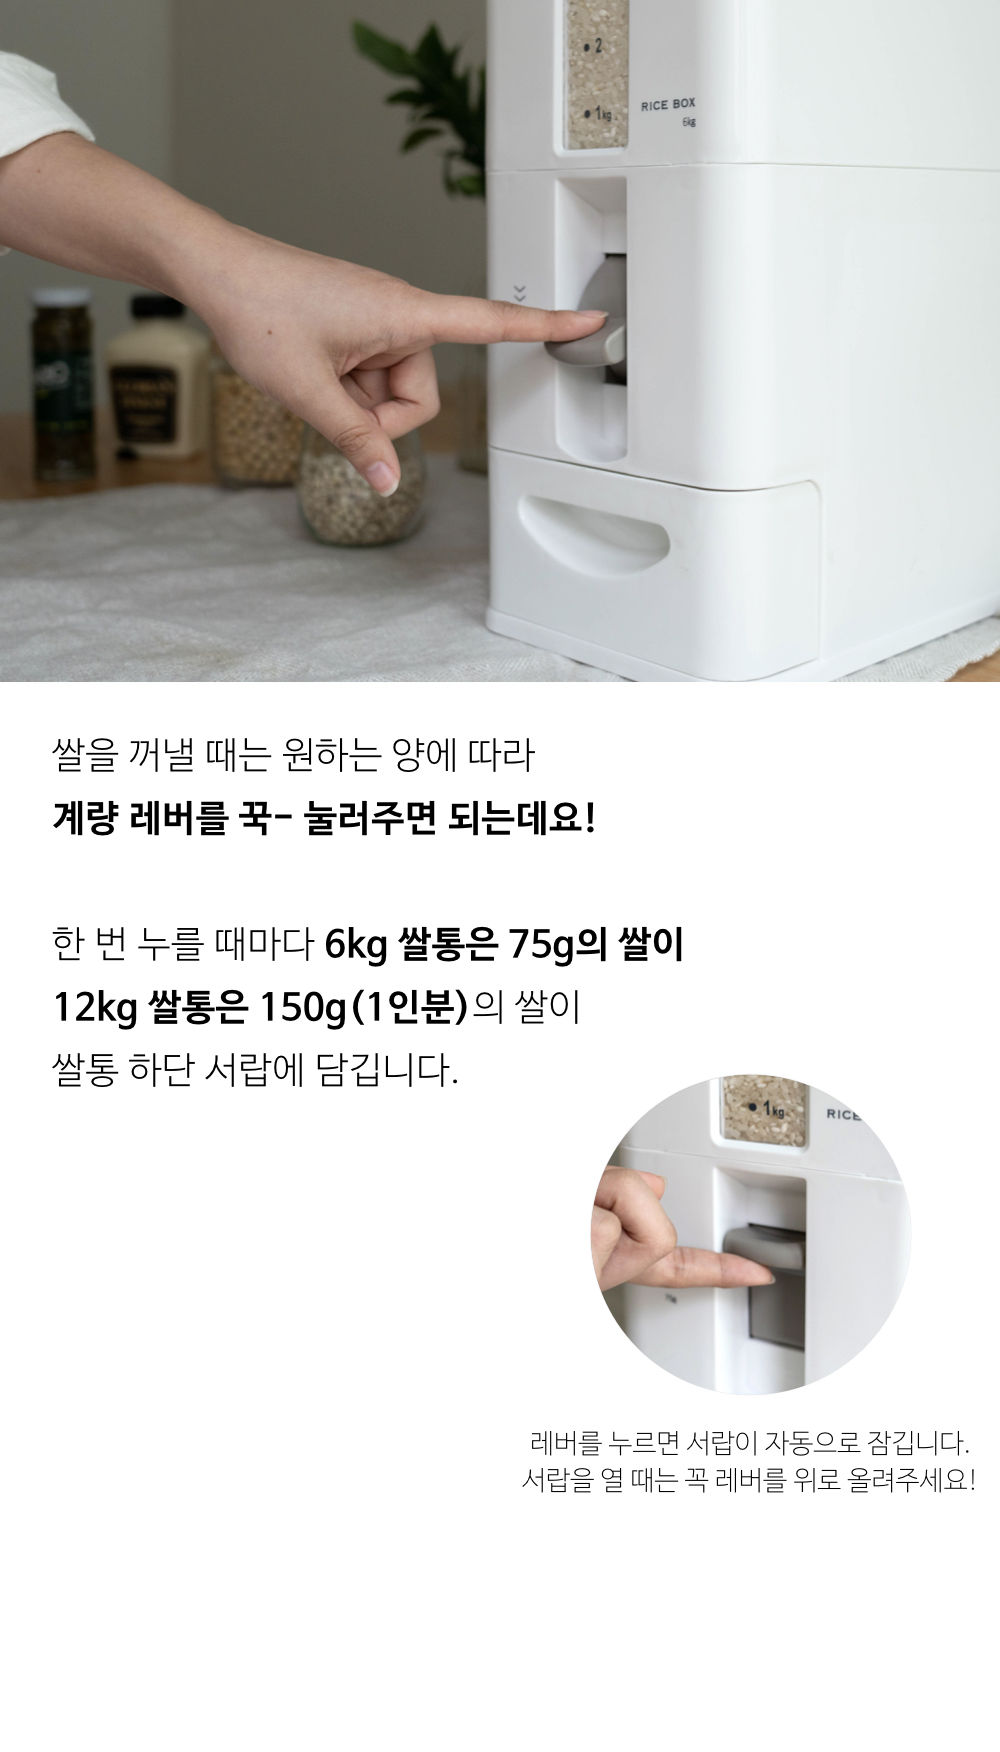 2
1kg
RICE BOX
6kg
쌀을 꺼낼 때는 원하는 양에 따라
계량 레버를 꾹- 눌러주면 되는데요!
한 번 누를 때마다 6kg 쌀통은 75g의 쌀이
12kg 쌀통은 150g(1인분)의 쌀이
쌀통 하단 서랍에 담깁니다.
1kg
RICE
75g
레버를 누르면 서랍이 자동으로 잠깁니다.
서랍을 열 때는 꼭 레버를 위로 올려주세요!